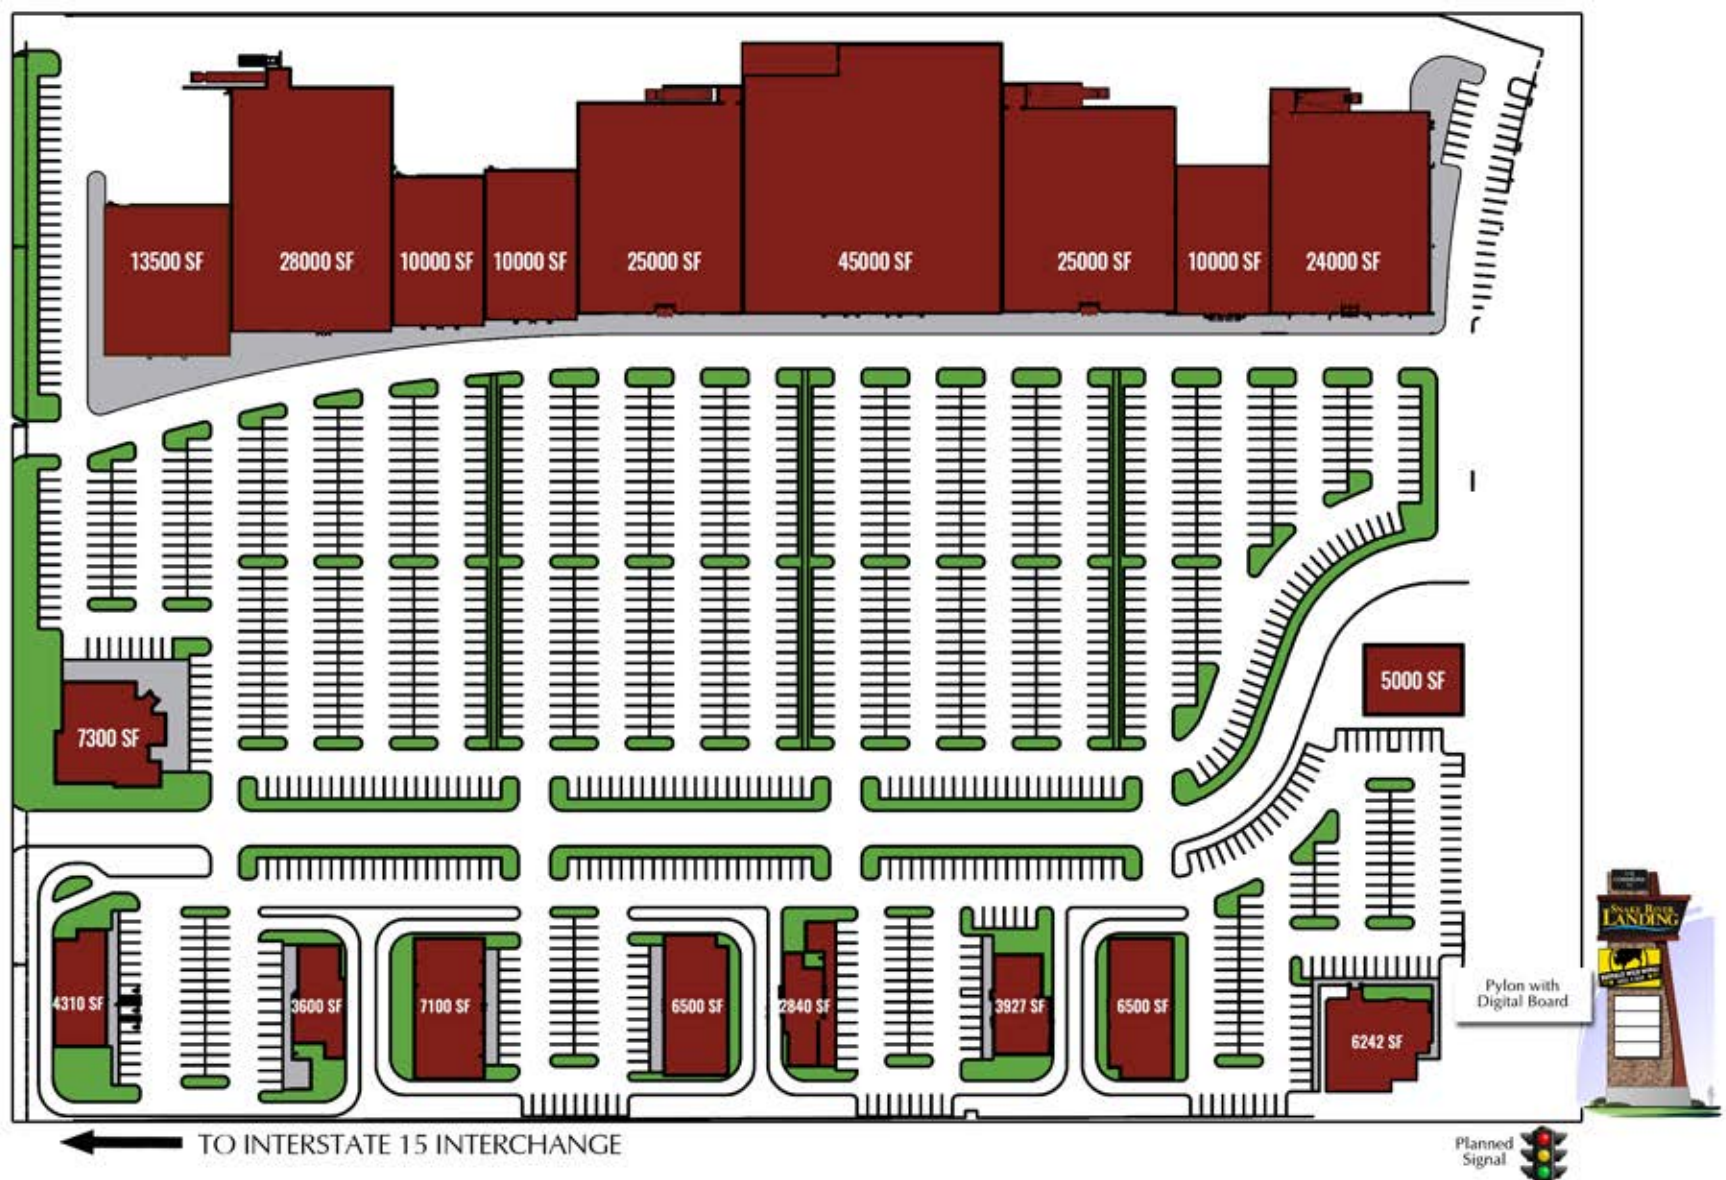 13500 SF
28000 SF
10000 SF
10000 SF
25000 SF
45000 SF
25000 SF
10000 SF
24000 SF
5000 SF
7300 SF
4310 SF
3600 SF
7100 SF
6500 SF
2840 SF
3927 SF
6500 SF
6242 SF
SNAKE RIVER
LANDING
Pylon with
Digital Board
TO INTERSTATE 15 INTERCHANGE
Planned
Signal